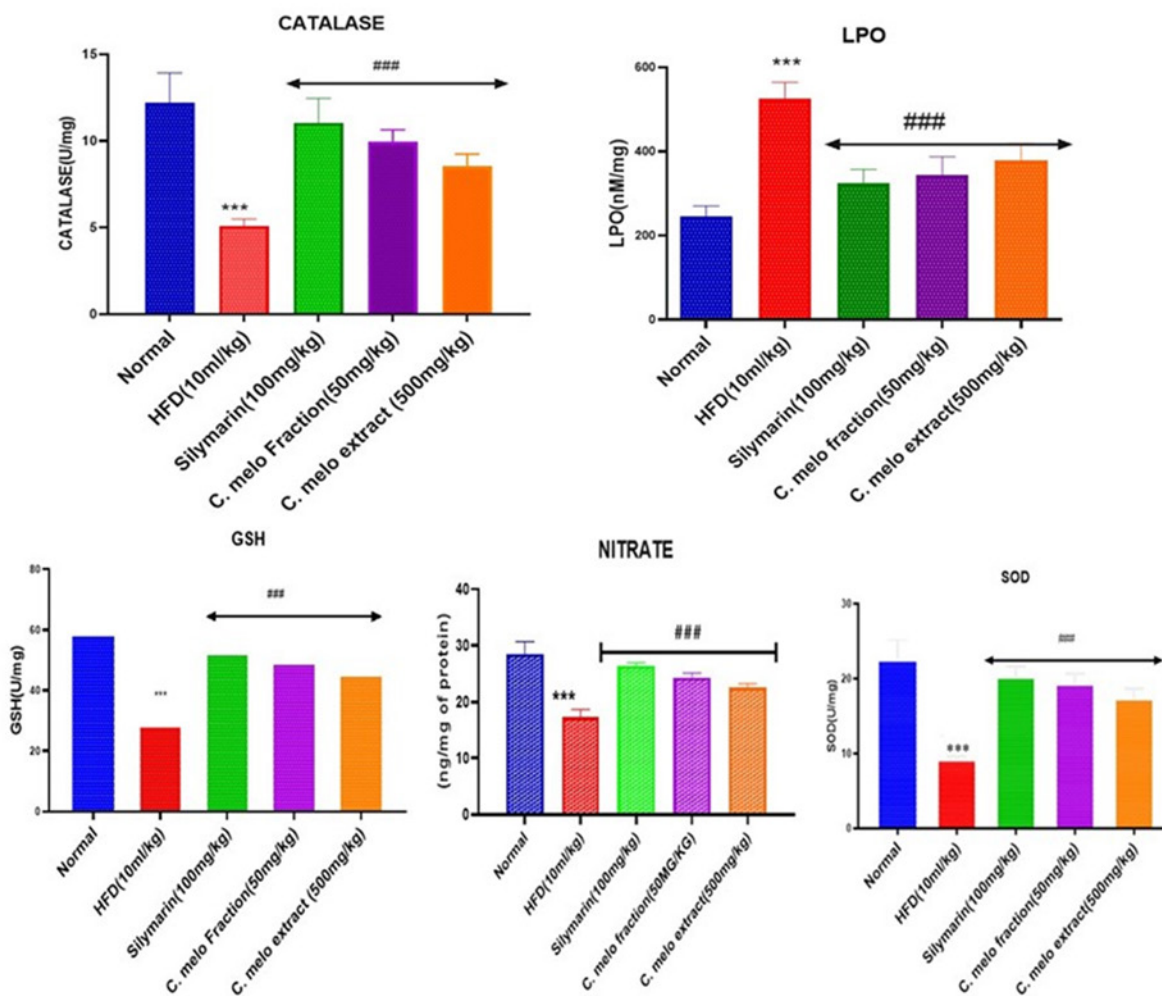 CATALASE
###
***
CATALASE(U/mg)
15
10
5
0
Normal
HFD(10ml/kg)
Silymarin(100mg/kg)
C. melo Fraction(50mg/kg)
C. melo extract (500mg/kg)
LPO
***
###
LPO(nM/mg)
600
400
200
0
Normal
HFD(10ml/kg)
Silymarin(100mg/kg)
C. melo fraction(50mg/kg)
C. melo extract(500mg/kg)
GSH
###
***
GSH(U/mg)
80
60
40
20
0
Normal
HFD(10ml/kg)
Silymarin(100mg/kg)
C. melo Fraction(50mg/kg)
C. melo extract (500mg/kg)
NITRATE
###
***
(ng/mg of protein)
40
30
20
10
0
Normal
HFD(10ml/kg)
Silymarin(100mg/kg)
C. melo fraction(50MG/KG)
C. melo extract(500mg/kg)
SOD
###
***
SOD(U/mg)
30
20
10
0
Normal
HFD(10ml/kg)
Silymarin(100mg/kg)
C. melo fraction(50mg/kg)
C. melo extract(500mg/kg)